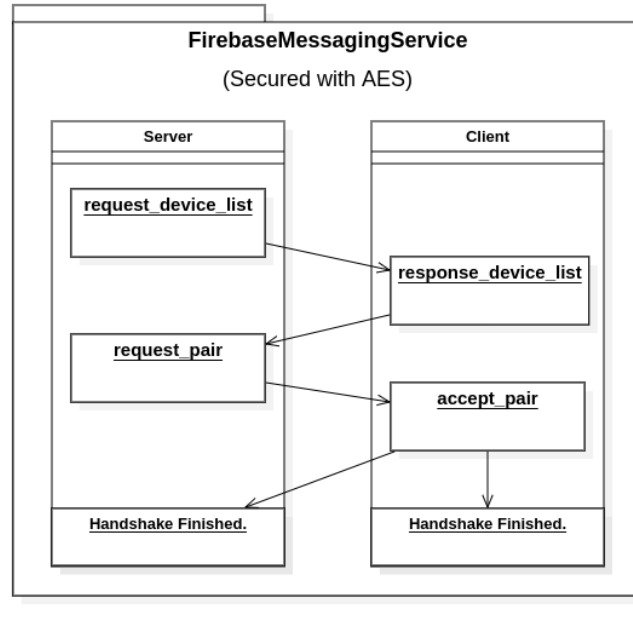 FirebaseMessagingService
(Secured with AES)
Server
Client
request_device_list
response_device_list
request_pair
accept_pair
Handshake Finished.
Handshake Finished.